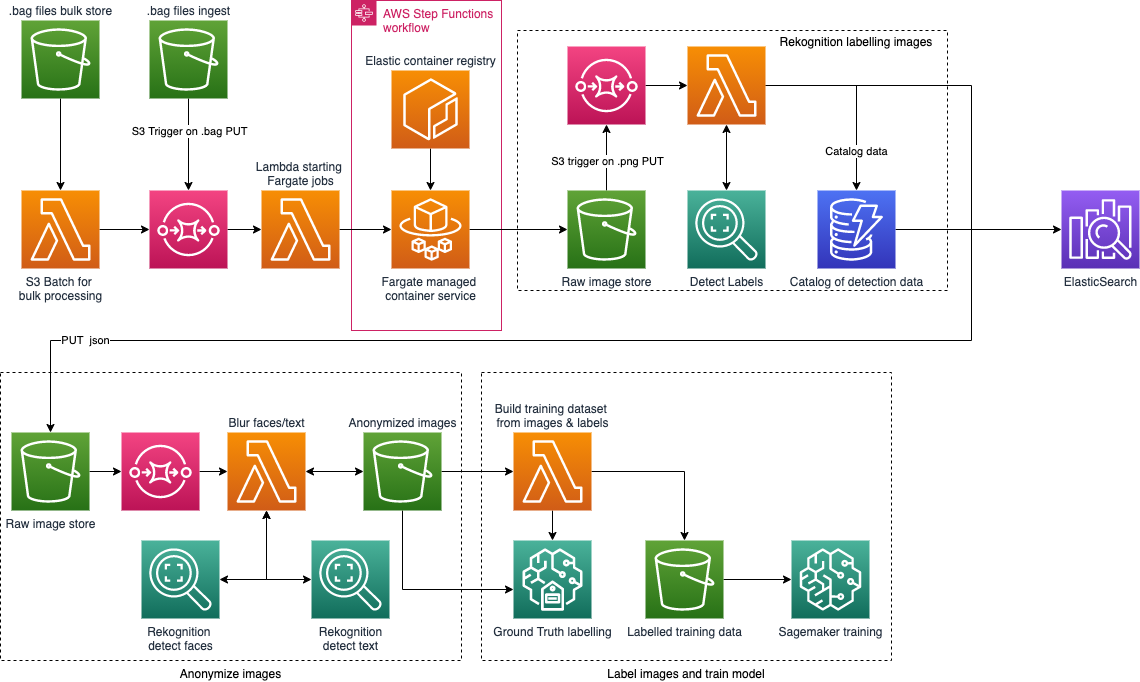 .bag files bulk store
.bag files ingest
AWS Step Functions
workflow
Rekognition labelling images
Elastic container registry
S3 Trigger on .bag PUT
S3 trigger on .png PUT
Catalog data
Lambda starting
Fargate jobs
S3 Batch for
bulk processing
Fargate managed
container service
Raw image store
Detect Labels
Catalog of detection data
ElasticSearch
PUT json
Build training dataset
from images & labels
Blur faces/text
Anonymized images
Raw image store
Rekognition
detect faces
Rekognition
detect text
Ground Truth labelling
Labelled training data
Sagemaker training
Anonymize images
Label images and train model